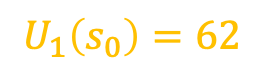 U₁(s₀) = 62